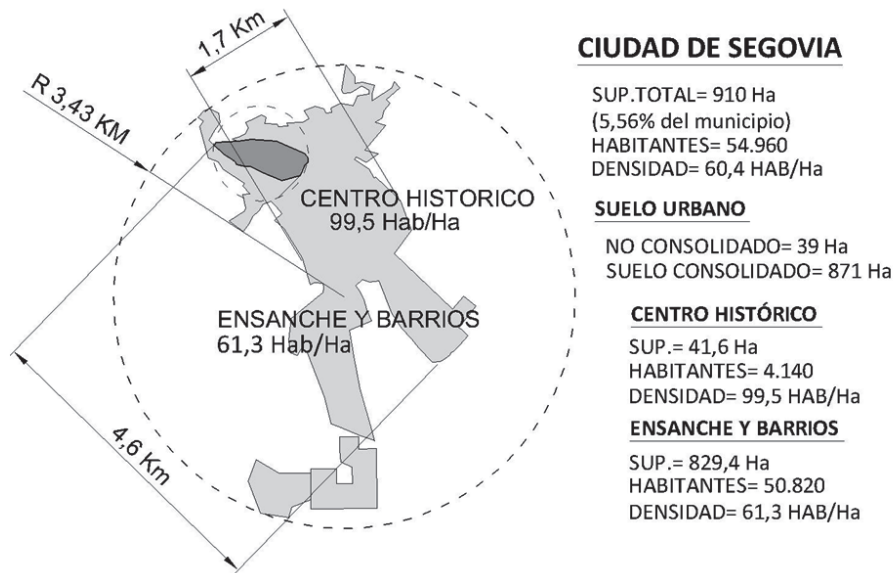 1,7 Km
R 3,43 KM
CENTRO HISTORICO
99,5 Hab/Ha
ENSANCHE Y BARRIOS
61,3 Hab/Ha
4,6 Km
CIUDAD DE SEGOVIA
SUP.TOTAL= 910 Ha
(5,56% del municipio)
HABITANTES= 54.960
DENSIDAD= 60,4 HAB/Ha
SUELO URBANO
NO CONSOLIDADO= 39 Ha
SUELO CONSOLIDADO= 871 Ha
CENTRO HISTÓRICO
SUP.= 41,6 Ha
HABITANTES= 4.140
DENSIDAD= 99,5 HAB/Ha
ENSANCHE Y BARRIOS
SUP.= 829,4 Ha
HABITANTES= 50.820
DENSIDAD= 61,3 HAB/Ha